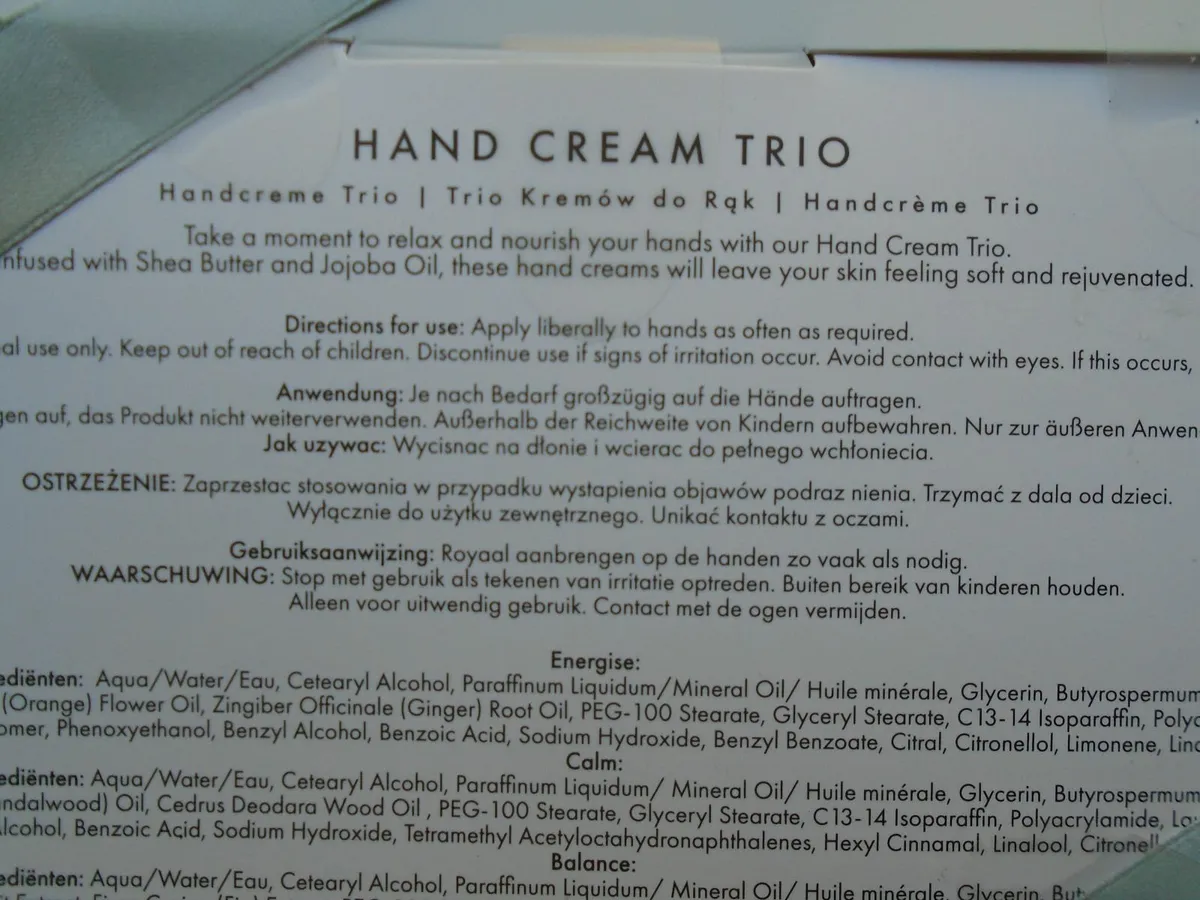 HAND CREAM TRIO
Handcreme Trio | Trio Kremów do Rąk | Handcrème Trio
Take a moment to relax and nourish your hands with our Hand Cream Trio.
nfused with Shea Butter and Jojoba Oil, these hand creams will leave your skin feeling soft and rejuvenated.
Directions for use: Apply liberally to hands as often as required.
al use only. Keep out of reach of children. Discontinue use if signs of irritation occur. Avoid contact with eyes. If this occurs,
Anwendung: Je nach Bedarf großzügig auf die Hände auftragen.
gen auf, das Produkt nicht weiterverwenden. Außerhalb der Reichweite von Kindern aufbewahren. Nur zur äußeren Anwen
Jak uzywac: Wycisnac na dłonie i wcierac do pełnego wchłoniecia.
OSTRZEŻENIE: Zaprzestac stosowania w przypadku wystapienia objawów podraz nienia. Trzymać z dala od dzieci.
Wyłącznie do użytku zewnętrznego. Unikać kontaktu z oczami.
Gebruiksaanwijzing: Royaal aanbrengen op de handen zo vaak als nodig.
WAARSCHUWING: Stop met gebruik als tekenen van irritatie optreden. Buiten bereik van kinderen houden.
Alleen voor uitwendig gebruik. Contact met de ogen vermijden.
Energise:
ediënten: Aqua/Water/Eau, Cetearyl Alcohol, Paraffinum Liquidum/Mineral Oil/ Huile minérale, Glycerin, Butyrospermum
(Orange) Flower Oil, Zingiber Officinale (Ginger) Root Oil, PEG-100 Stearate, Glyceryl Stearate, C13-14 Isoparaffin, Polyc
omer, Phenoxyethanol, Benzyl Alcohol, Benzoic Acid, Sodium Hydroxide, Benzyl Benzoate, Citral, Citronellol, Limonene, Lin
Calm:
ediënten: Aqua/Water/Eau, Cetearyl Alcohol, Paraffinum Liquidum/ Mineral Oil/ Huile minérale, Glycerin, Butyrospermum
ndalwood) Oil, Cedrus Deodara Wood Oil , PEG-100 Stearate, Glyceryl Stearate, C13-14 Isoparaffin, Polyacrylamide, La
Alcohol, Benzoic Acid, Sodium Hydroxide, Tetramethyl Acetyloctahydronaphthalenes, Hexyl Cinnamal, Linalool, Citronell
Balance:
ediënten: Aqua/Water/Eau, Cetearyl Alcohol, Paraffinum Liquidum/ Mineral Oil/ Huile minérale, Glycerin, But